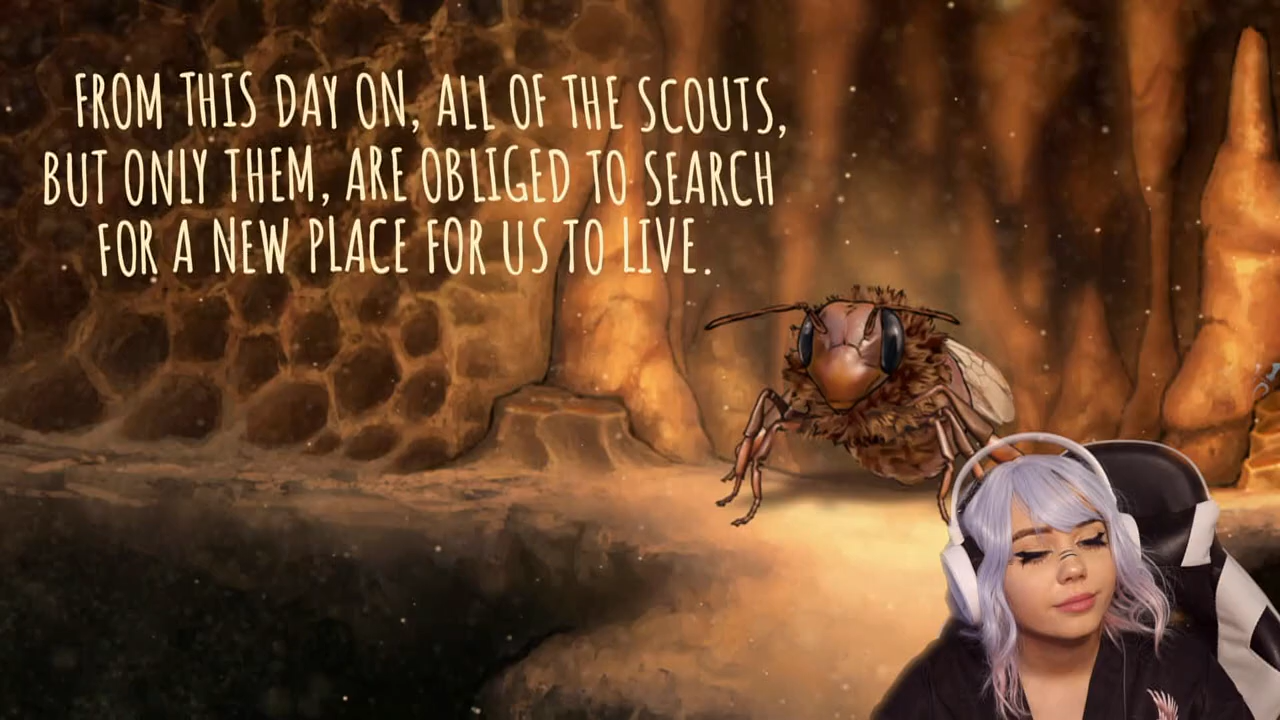 FROM THIS DAY ON, ALL OF THE SCOUTS,
BUT ONLY THEM, ARE OBLIGED TO SEARCH
FOR A NEW PLACE FOR US TO LIVE.